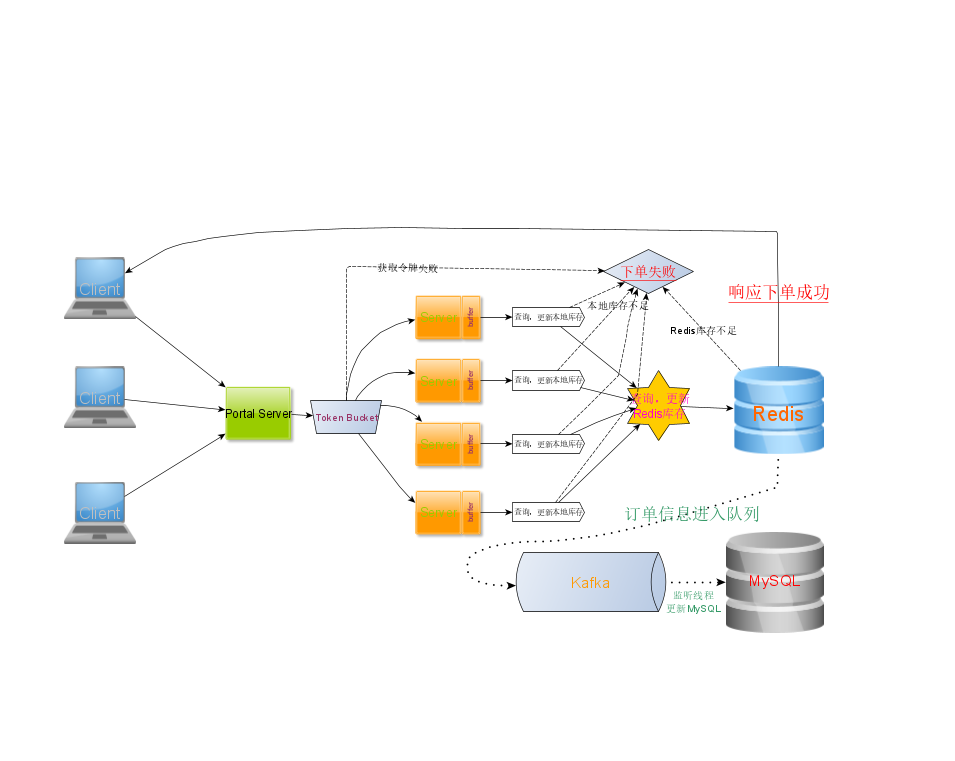 获取令牌失败
下单失败
Client
响应下单成功
Server
buffer
查询，更新本地库存
本地库存不足
Redis库存不足
Client
Server
buffer
查询，更新本地库存
Portal Server
Token Bucket
查询，更新
Redis库存
Redis
Server
buffer
查询，更新本地库存
Client
Server
buffer
查询，更新本地库存
订单信息进入队列
Kafka
MySQL
监听线程
更新MySQL